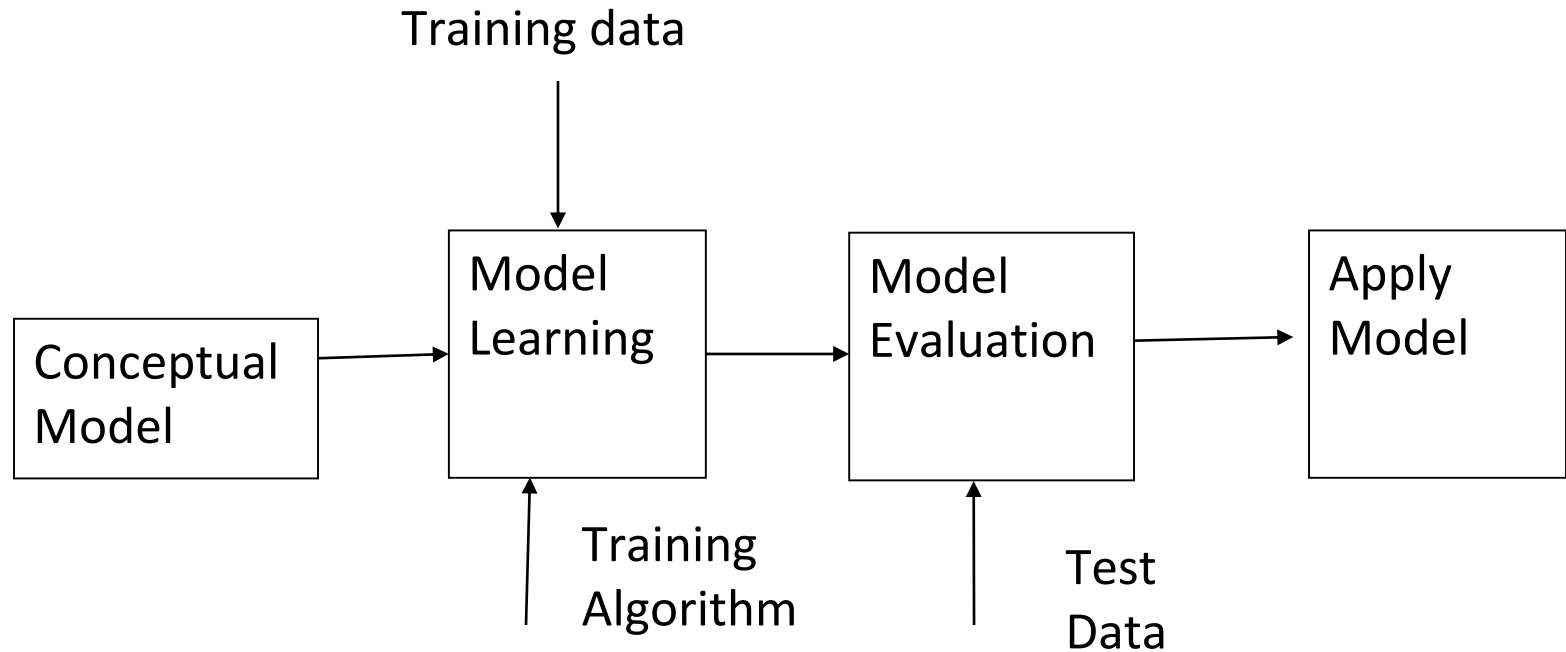 Training data
Conceptual
Model
Model
Learning
Model
Evaluation
Apply
Model
Training
Algorithm
Test
Data